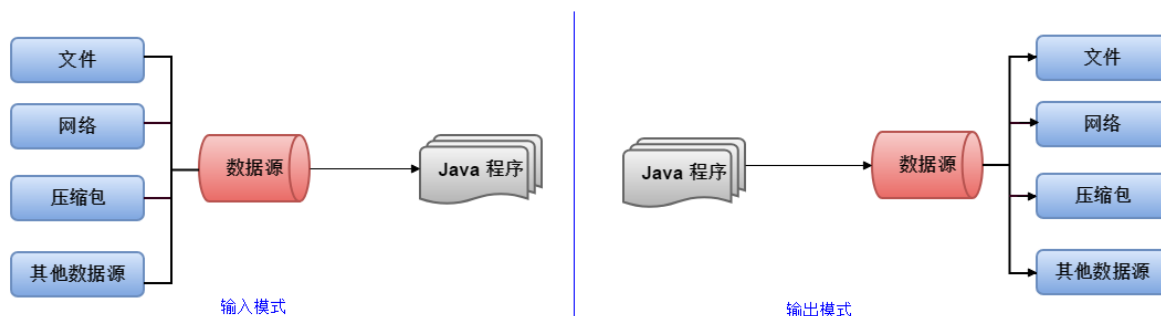 文件
网络
压缩包
其他数据源
数据源
Java 程序
输入模式
Java 程序
数据源
文件
网络
压缩包
其他数据源
输出模式